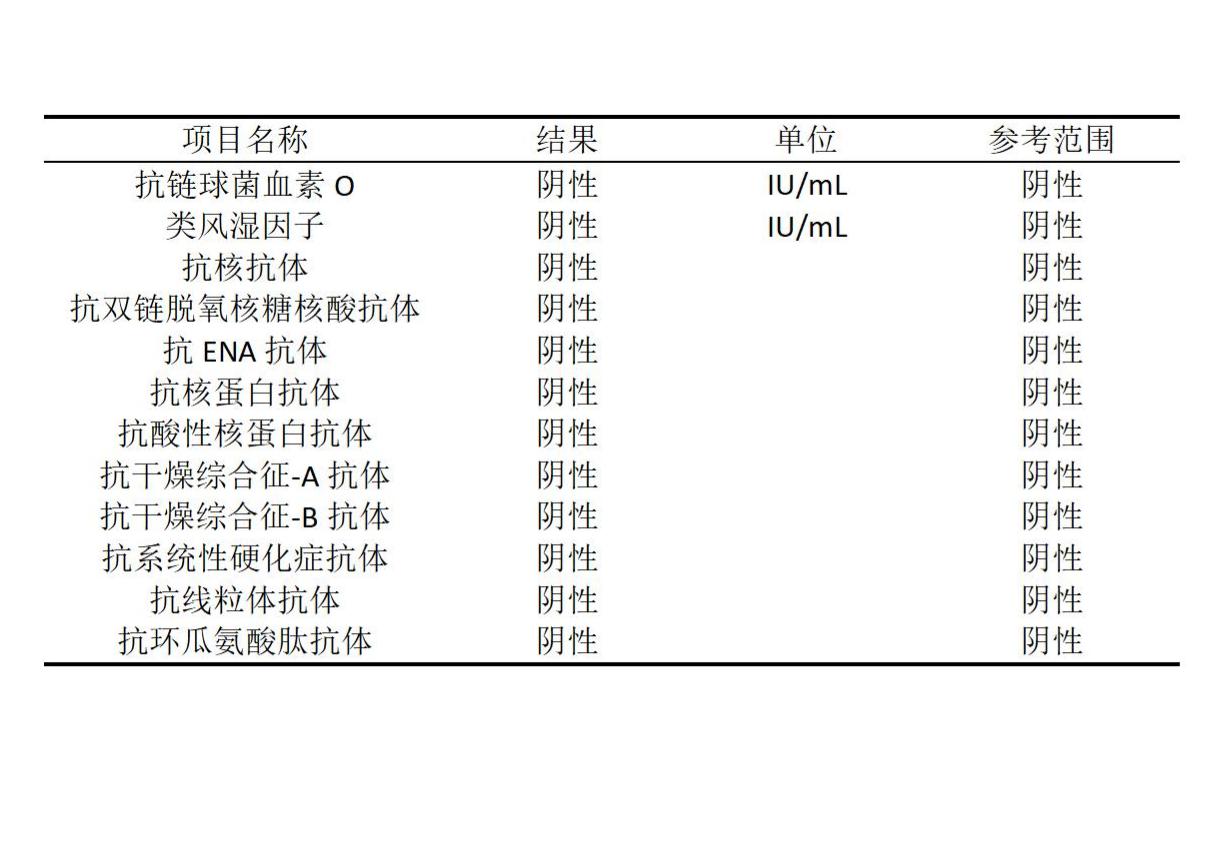 项目名称 结果 单位 参考范围
抗链球菌血素 O 阴性 IU/mL 阴性
类风湿因子 阴性 IU/mL 阴性
抗核抗体 阴性 阴性
抗双链脱氧核糖核酸抗体 阴性 阴性
抗 ENA 抗体 阴性 阴性
抗核蛋白抗体 阴性 阴性
抗酸性核蛋白抗体 阴性 阴性
抗干燥综合征-A 抗体 阴性 阴性
抗干燥综合征-B 抗体 阴性 阴性
抗系统性硬化症抗体 阴性 阴性
抗线粒体抗体 阴性 阴性
抗环瓜氨酸肽抗体 阴性 阴性